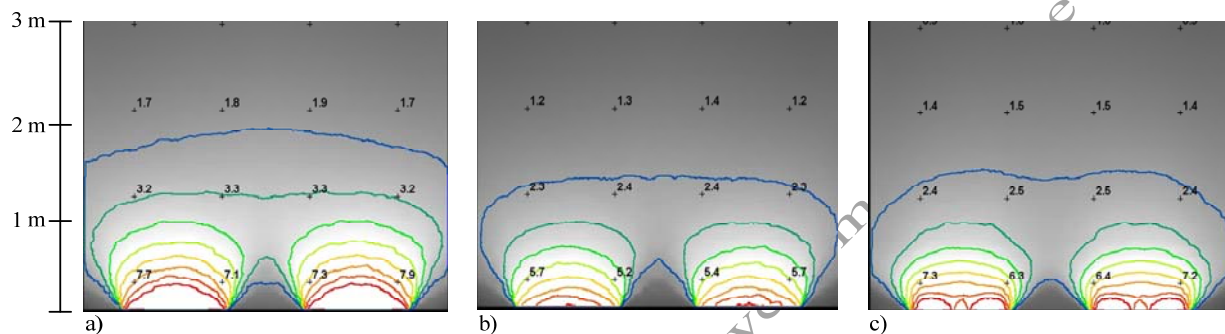 3 m
2 m
1 m
1.7 1.8 1.9 1.7
3.2 3.3 3.3 3.2
7.7 7.1 7.3 7.9
a)
1.2 1.3 1.4 1.2
2.3 2.4 2.4 2.3
5.7 5.2 5.4 5.7
b)
1.4 1.5 1.5 1.4
2.4 2.5 2.5 2.4
7.3 6.3 6.4 7.2
c)